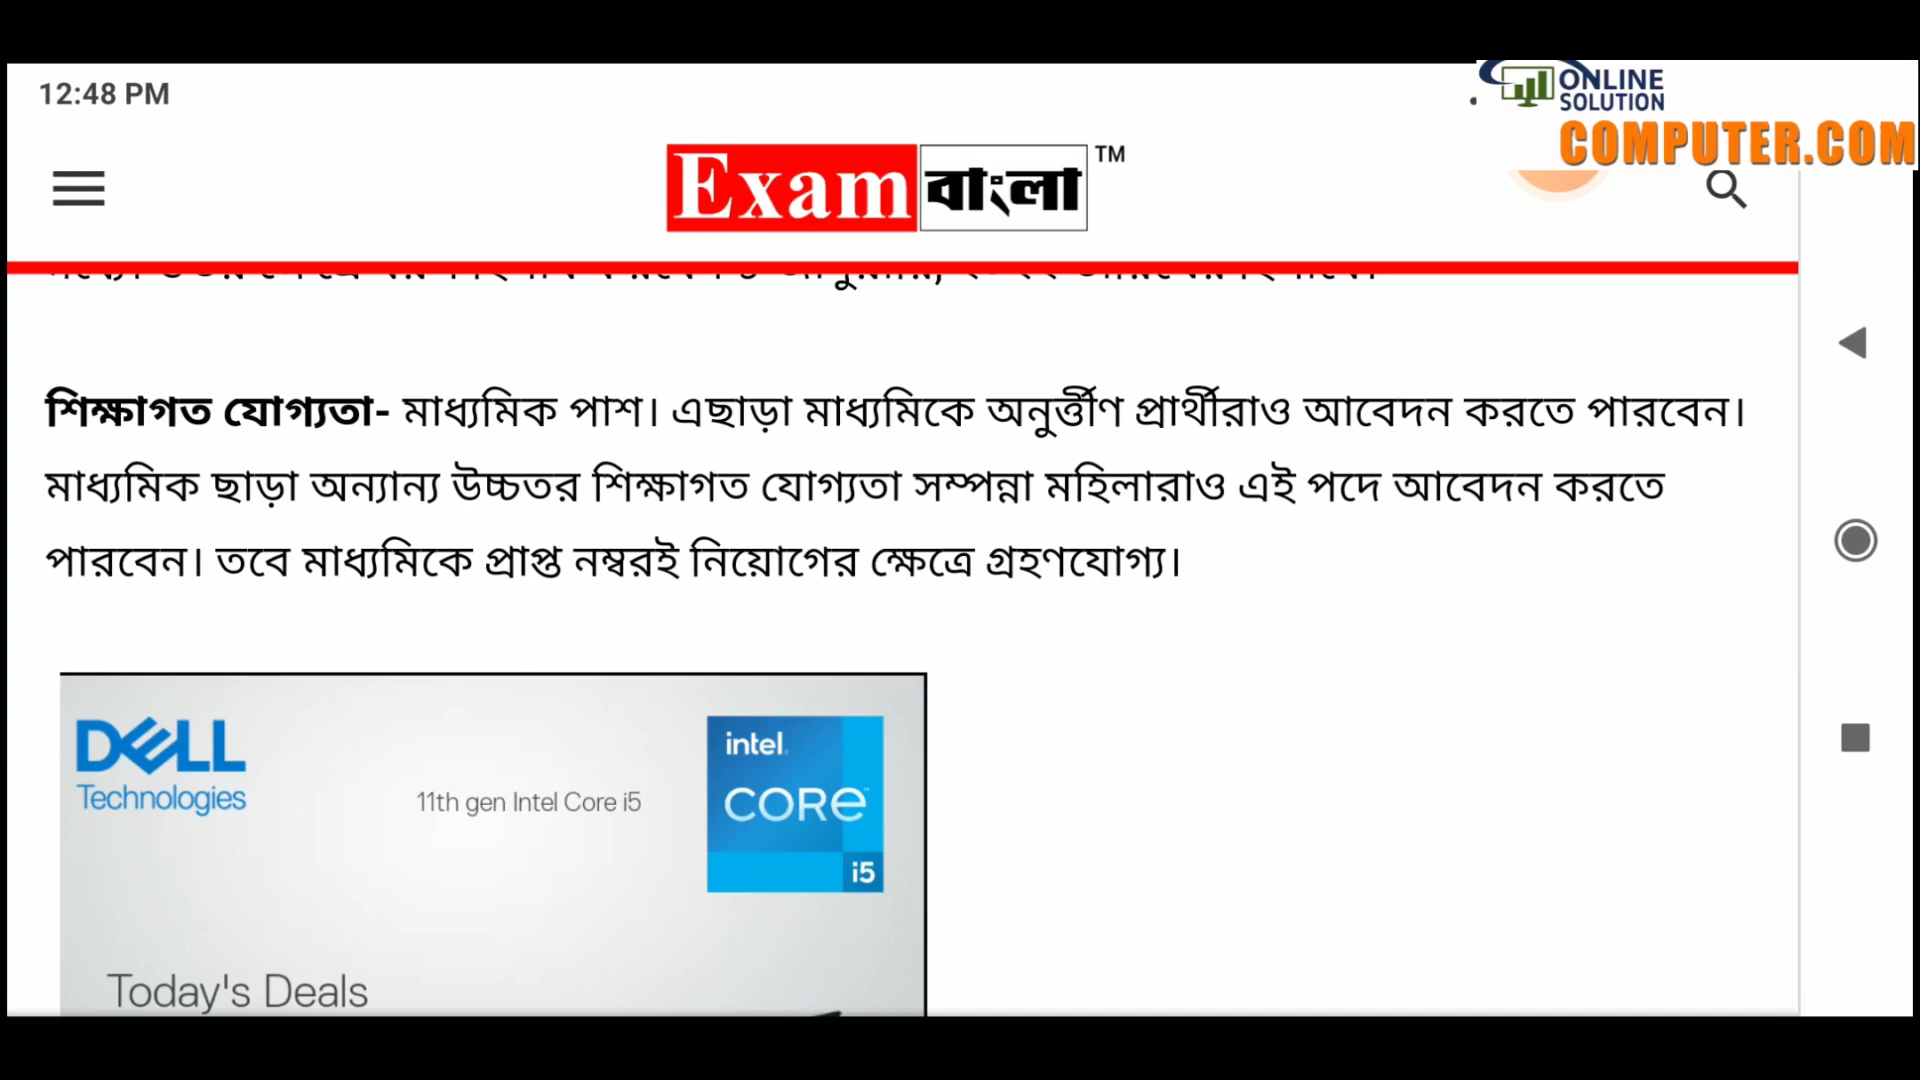 12:48 PM
ONLINE
SOLUTION
COMPUTER.COM
Exam বাংলা ™
শিক্ষাগত যোগ্যতা- মাধ্যমিক পাশ। এছাড়া মাধ্যমিকে অনুর্ত্তীণ প্রার্থীরাও আবেদন করতে পারবেন।
মাধ্যমিক ছাড়া অন্যান্য উচ্চতর শিক্ষাগত যোগ্যতা সম্পন্না মহিলারাও এই পদে আবেদন করতে
পারবেন। তবে মাধ্যমিকে প্রাপ্ত নম্বরই নিয়োগের ক্ষেত্রে গ্রহণযোগ্য।
DELL
Technologies
11th gen Intel Core i5
intel.
CORe™
i5
Today's Deals